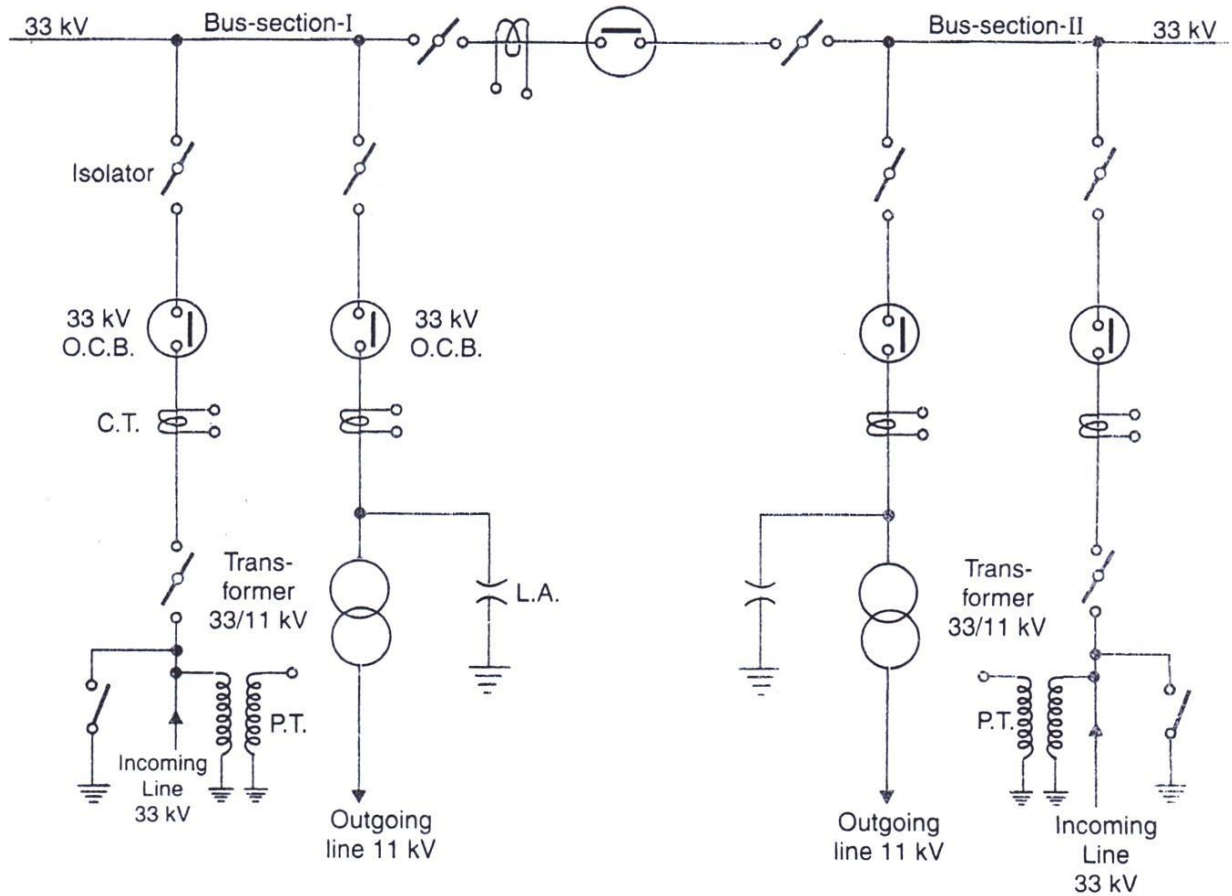 33 kV
Bus-section-I
Bus-section-II
33 kV
Isolator
33 kV
O.C.B.
33 kV
O.C.B.
C.T.
Trans-
former
33/11 kV
L.A.
Trans-
former
33/11 kV
P.T.
P.T.
Incoming
Line
33 kV
Outgoing
line 11 kV
Outgoing
line 11 kV
Incoming
Line
33 kV